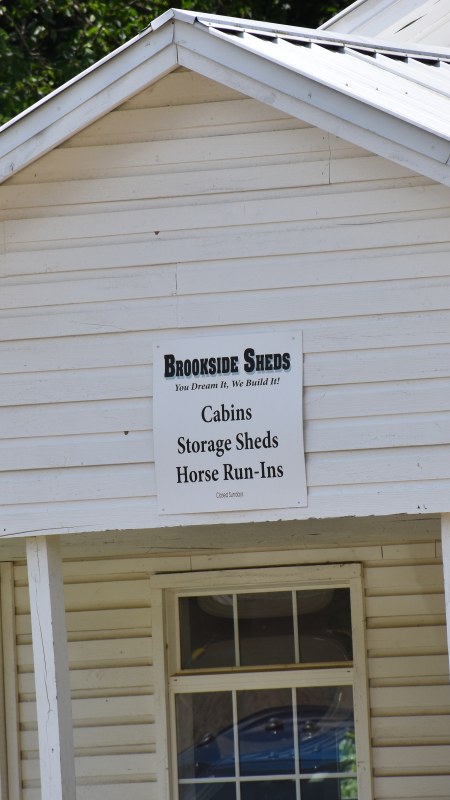 BROOKSIDE SHEDS
You Dream It, We Build It!
Cabins
Storage Sheds
Horse Run-Ins
Closed Sundays